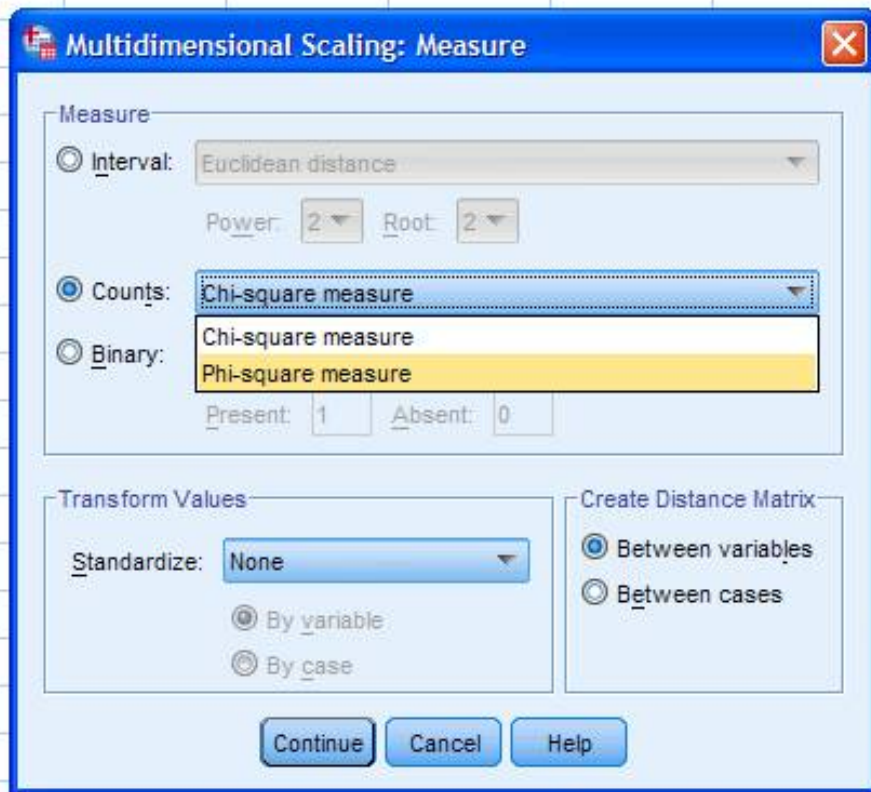 Multidimensional Scaling: Measure
Measure
Interval: Euclidean distance
Power: 2 Root: 2
Counts: Chi-square measure
Chi-square measure
Binary:
Phi-square measure
Present: 1 Absent: 0
Transform Values
Standardize: None
By variable
By case
Create Distance Matrix
Between variables
Between cases
Continue Cancel Help